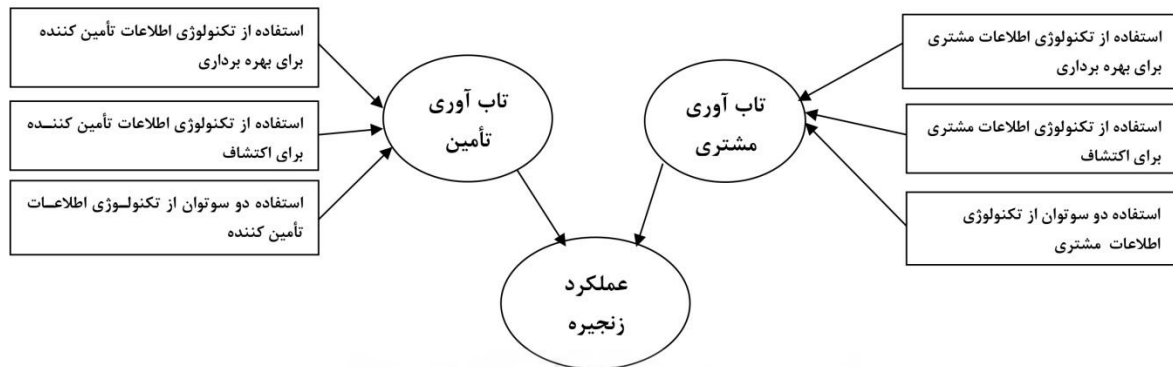 استفاده از تکنولوژی اطلاعات مشتری
برای بهره برداری
استفاده از تکنولوژی اطلاعات مشتری
برای اکتشاف
استفاده دو سوتوان از تکنولوژی
اطلاعات مشتری
تاب آوری
مشتری
استفاده از تکنولوژی اطلاعات تأمین کننده
برای بهره برداری
استفاده از تکنولوژی اطلاعات تأمین کننـده
برای اکتشاف
استفاده دو سوتوان از تکنولـوژی اطلاعـات
تأمین کننده
تاب آوری
تأمین
عملکرد
زنجیره